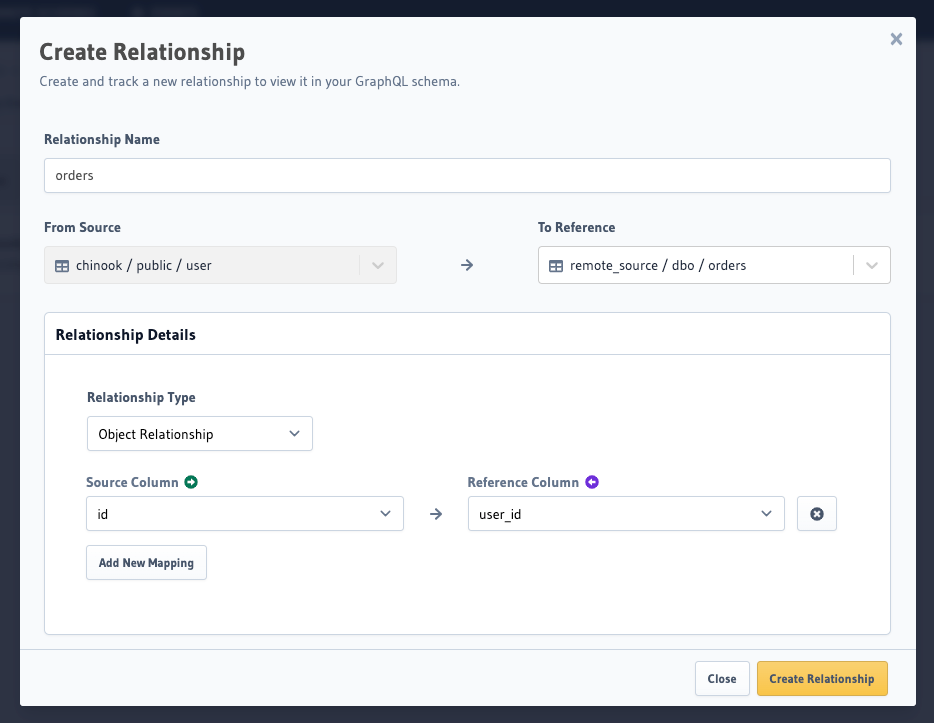 Create Relationship
Create and track a new relationship to view it in your GraphQL schema.
Relationship Name
orders
From Source
To Reference
chinook / public / user
remote_source / dbo / orders
Relationship Details
Relationship Type
Object Relationship
Source Column
Reference Column
id
user_id
Add New Mapping
Close
Create Relationship